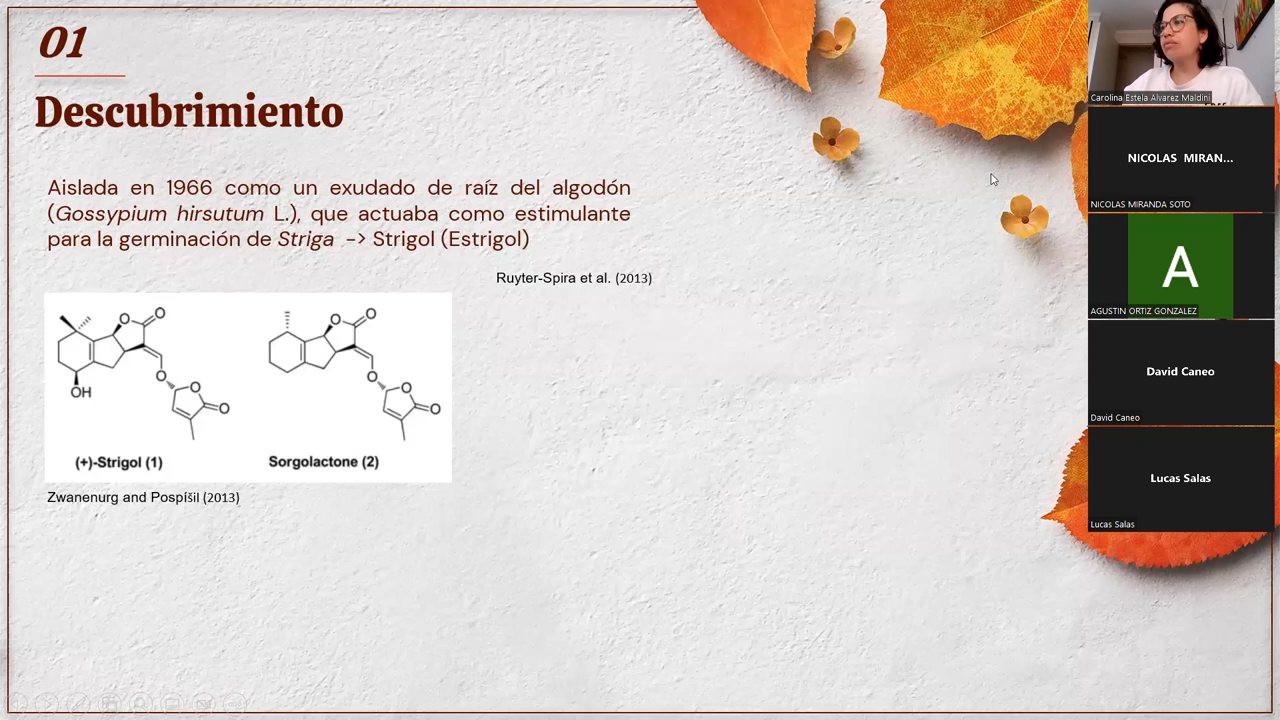 01
Descubrimiento
Aislada en 1966 como un exudado de raíz del algodón
(Gossypium hirsutum L.), que actuaba como estimulante
para la germinación de Striga -> Strigol (Estrigol)
Ruyter-Spira et al. (2013)
O
O
O
O
OH
O
O
(+)-Strigol (1)
O
O
O
O
O
Sorgolactone (2)
Zwanenurg and Pospíšil (2013)
Carolina Estela Alvarez Maldini
NICOLAS MIRAN...
NICOLAS MIRANDA SOTO
A
AGUSTIN ORTIZ GONZALEZ
David Caneo
David Caneo
Lucas Salas
Lucas Salas